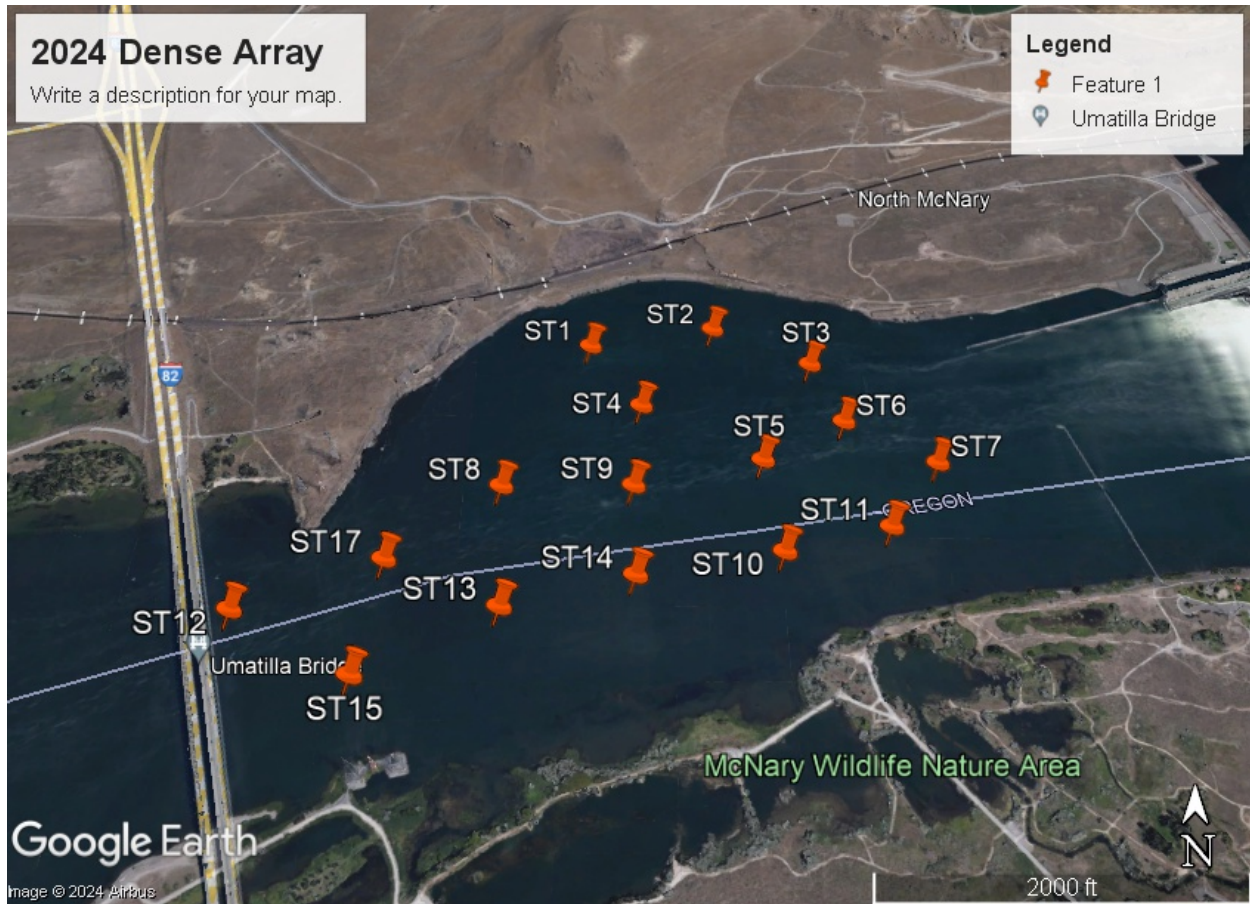 2024 Dense Array
Write a description for your map.
Legend
Feature 1
Umatilla Bridge
North McNary
ST1
ST2
ST3
82
ST4
ST6
ST5
ST7
ST8
ST9
ST11
OREGON
ST17
ST14
ST10
ST13
ST12
Umatilla Bridge
ST15
McNary Wildlife Nature Area
N
Google Earth
Image © 2024 Airbus
2000 ft